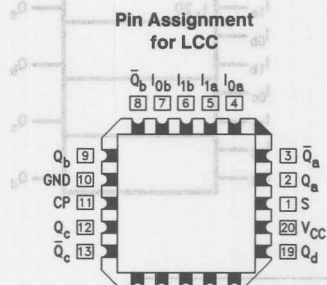 Pin Assignment
for LCC
Q̅b I0b I1b I1a I0a
8 7 6 5 4
Qb 9
GND 10
CP 11
Qc 12
Q̅c 13
3 Q̅a
2 Qa
1 S
20 VCC
19 Qd